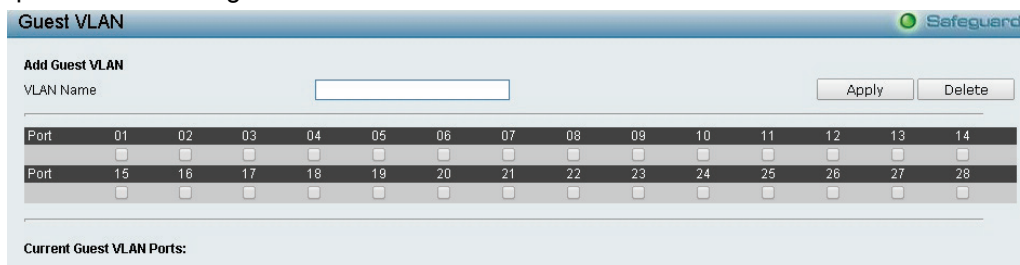 Guest VLAN Safeguard
Add Guest VLAN
VLAN Name Apply Delete
Port 01 02 03 04 05 06 07 08 09 10 11 12 13 14
Port 15 16 17 18 19 20 21 22 23 24 25 26 27 28
Current Guest VLAN Ports: